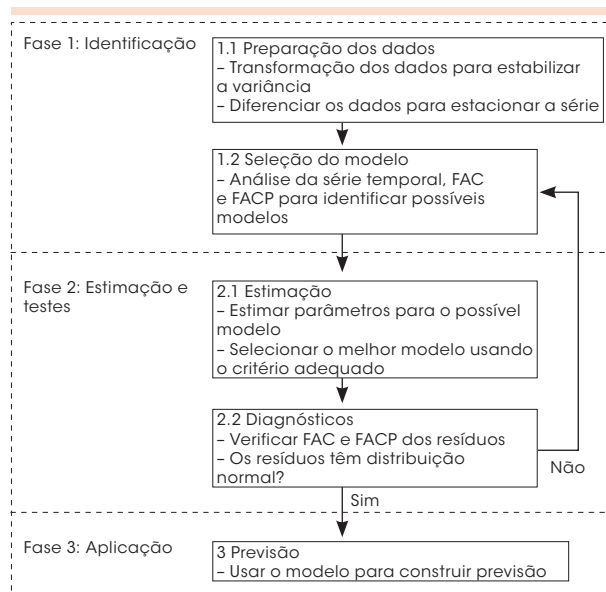 Fase 1: Identificação
1.1 Preparação dos dados
– Transformação dos dados para estabilizar
a variância
– Diferenciar os dados para estacionar a série
1.2 Seleção do modelo
– Análise da série temporal, FAC
e FACP para identificar possíveis
modelos
Fase 2: Estimação e
testes
2.1 Estimação
– Estimar parâmetros para o possível
modelo
– Selecionar o melhor modelo usando
o critério adequado
2.2 Diagnósticos
– Verificar FAC e FACP dos resíduos
– Os resíduos têm distribuição
normal?
Não
Sim
Fase 3: Aplicação
3 Previsão
– Usar o modelo para construir previsão